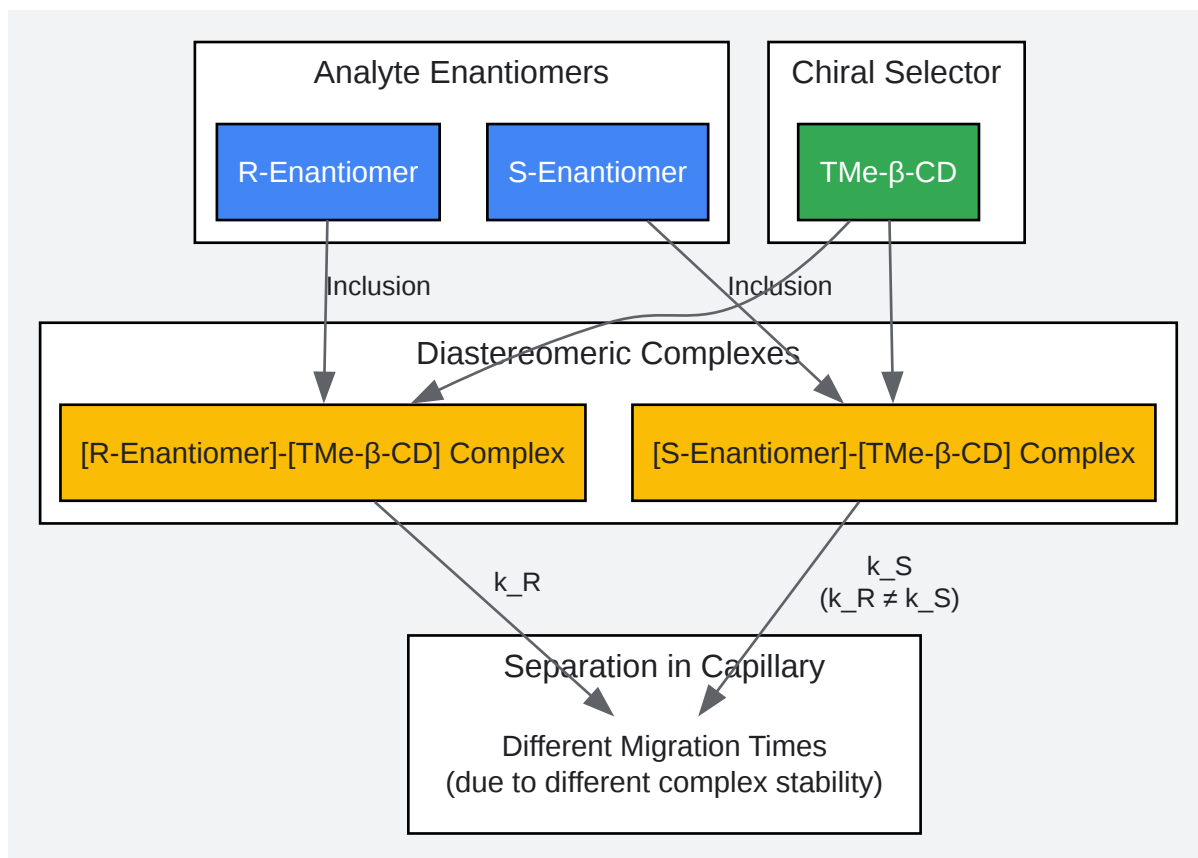 Analyte Enantiomers
Chiral Selector
R-Enantiomer
S-Enantiomer
TMe-β-CD
Inclusion
Inclusion
Diastereomeric Complexes
[R-Enantiomer]-[TMe-β-CD] Complex
[S-Enantiomer]-[TMe-β-CD] Complex
k_R
k_S
(k_R ≠ k_S)
Separation in Capillary
Different Migration Times
(due to different complex stability)